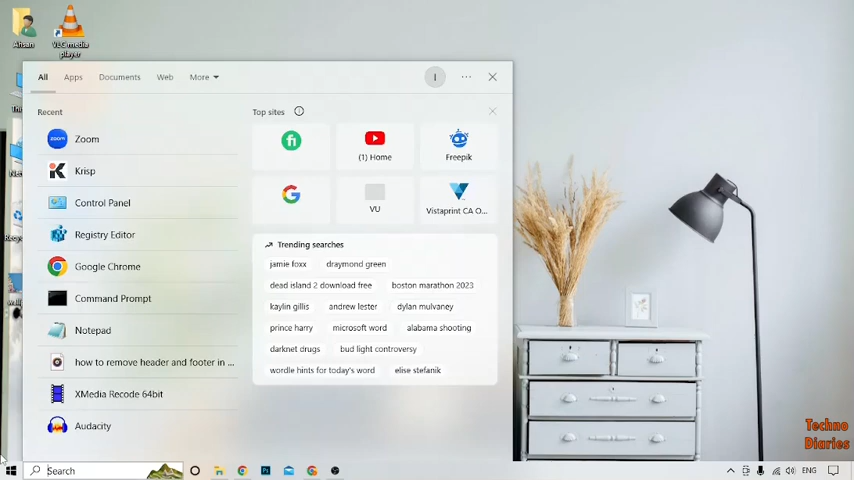 Ahsan
VLC media
player
All Apps Documents Web More
I
Recent
Top sites
zoom Zoom
(1) Home
Freepik
Krisp
Control Panel
VU
Vistaprint CA O...
Registry Editor
Trending searches
jamie foxx draymond green
Google Chrome
dead island 2 download free boston marathon 2023
Command Prompt
kaylin gillis andrew lester dylan mulvaney
Notepad
prince harry microsoft word alabama shooting
darknet drugs bud light controversy
how to remove header and footer in ...
wordle hints for today's word elise stefanik
XMedia Recode 64bit
Audacity
Techno
Diaries
Search
ENG